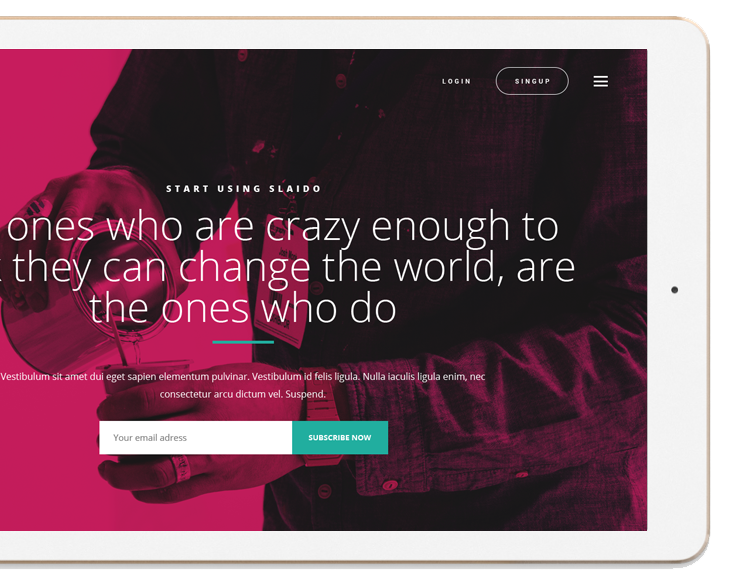 LOGIN
SINGUP
START USING SLAIDO
ones who are crazy enough to
they can change the world, are
the ones who do
Vestibulum sit amet dui eget sapien elementum pulvinar. Vestibulum id felis ligula. Nulla iaculis ligula enim, nec
consectetur arcu dictum vel. Suspend.
Your email adress
SUBSCRIBE NOW